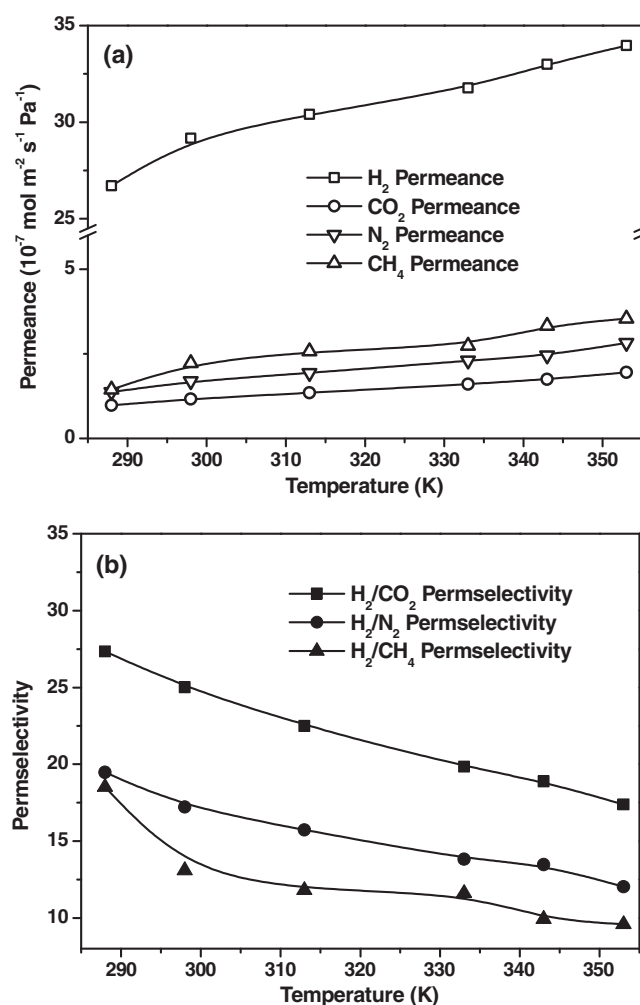 (a)
35
30
25
5
0
Permeance (10⁻⁷ mol m⁻² s⁻¹ Pa⁻¹)
H₂ Permeance
CO₂ Permeance
N₂ Permeance
CH₄ Permeance
290 300 310 320 330 340 350
Temperature (K)
(b)
35
30
25
20
15
10
Permselectivity
H₂/CO₂ Permselectivity
H₂/N₂ Permselectivity
H₂/CH₄ Permselectivity
290 300 310 320 330 340 350
Temperature (K)